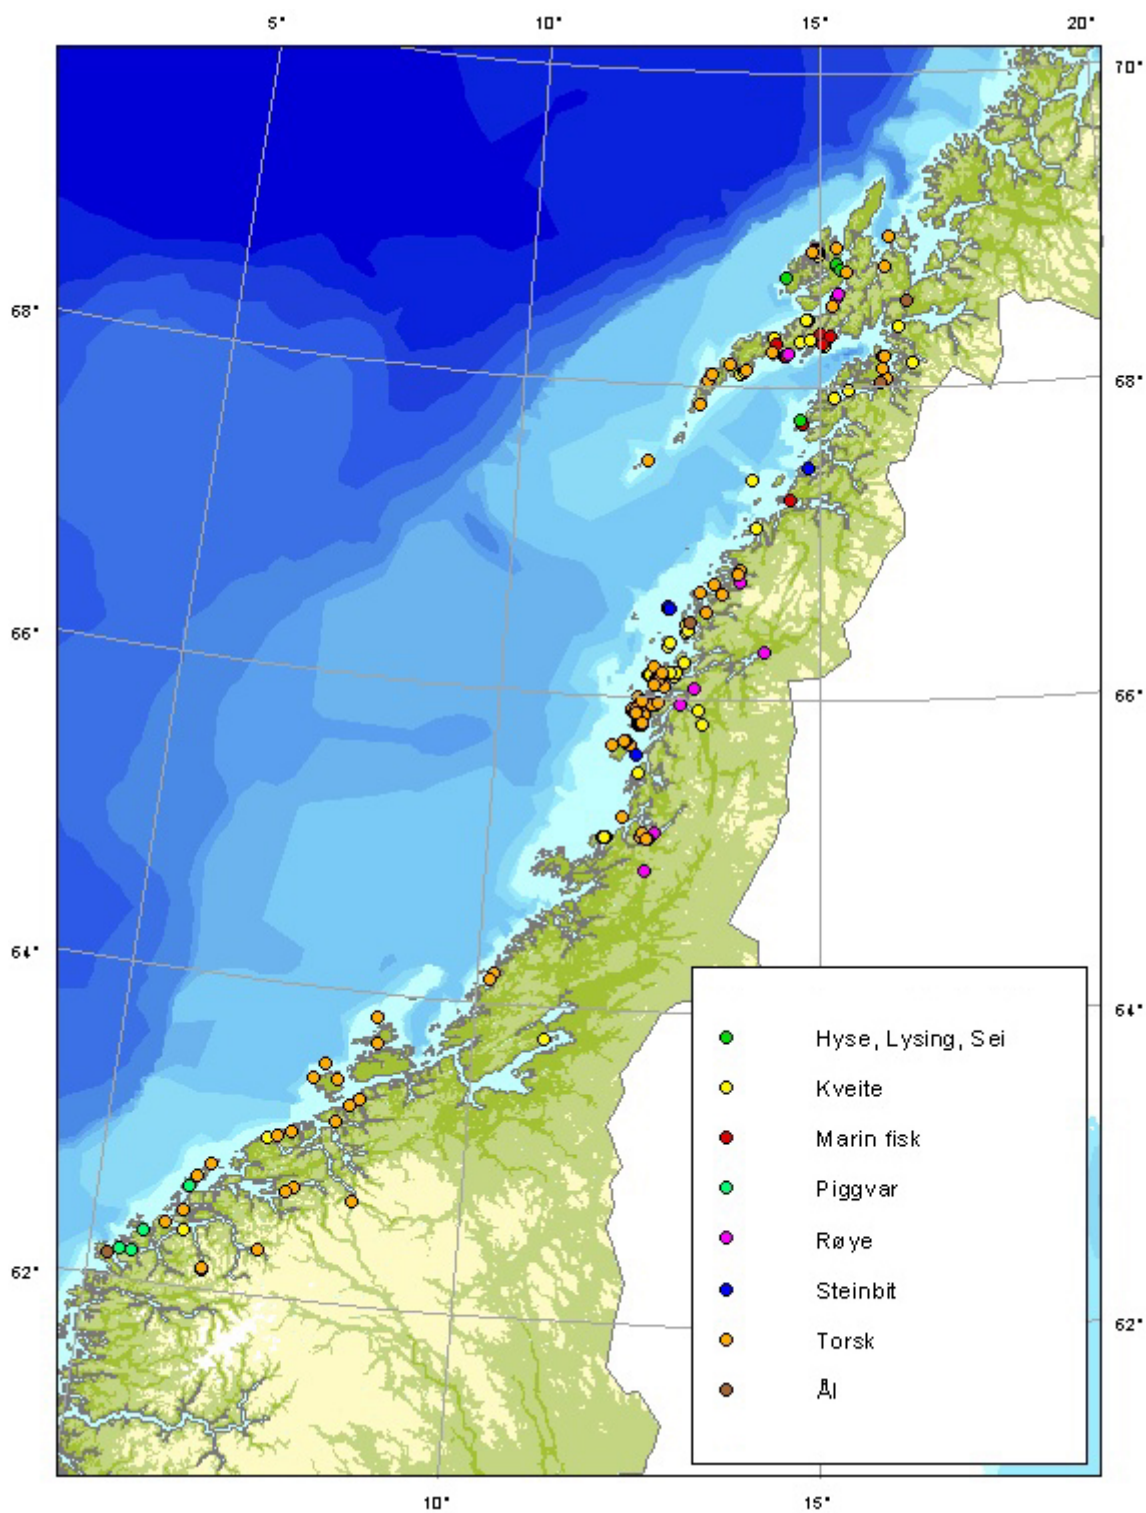 5°
10°
15°
20°
70°
68°
68°
66°
66°
64°
64°
62°
62°
Hyse, Lysing, Sei
Kveite
Marin fisk
Piggvar
Røye
Steinbit
Torsk
Ål
10°
15°